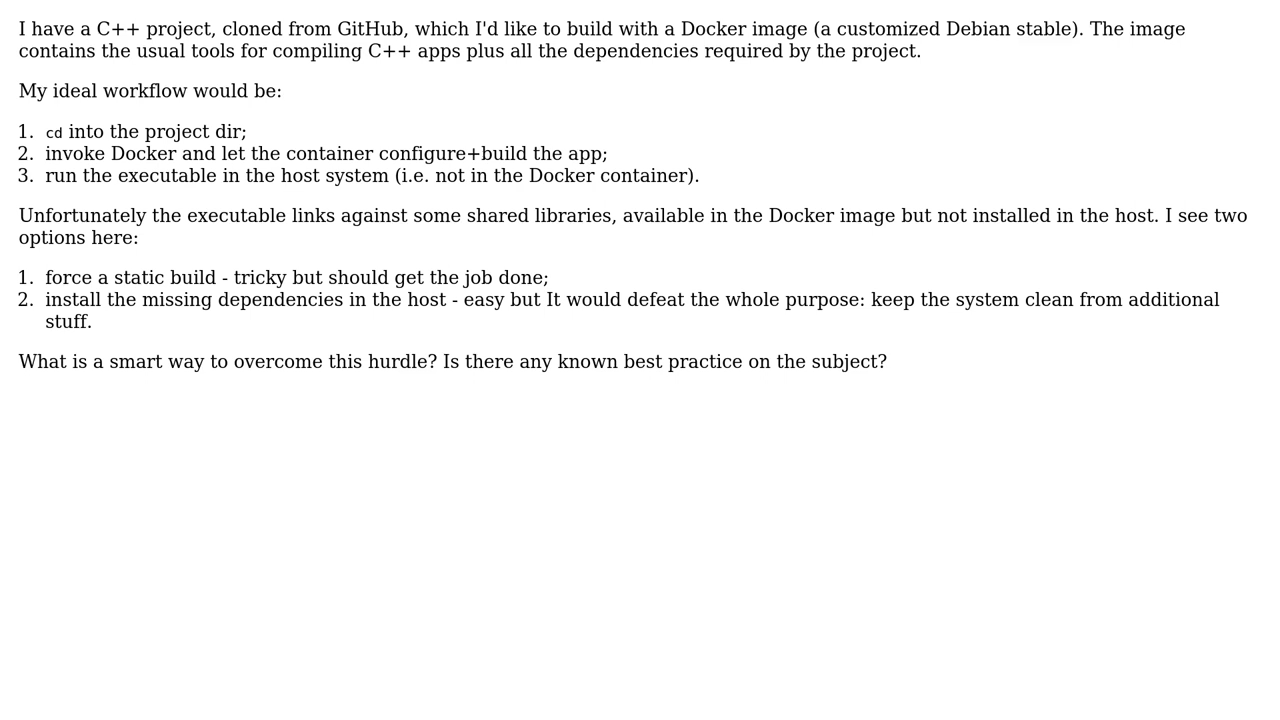 I have a C++ project, cloned from GitHub, which I'd like to build with a Docker image (a customized Debian stable). The image
contains the usual tools for compiling C++ apps plus all the dependencies required by the project.
My ideal workflow would be:
1. cd into the project dir;
2. invoke Docker and let the container configure+build the app;
3. run the executable in the host system (i.e. not in the Docker container).
Unfortunately the executable links against some shared libraries, available in the Docker image but not installed in the host. I see two
options here:
1. force a static build - tricky but should get the job done;
2. install the missing dependencies in the host - easy but It would defeat the whole purpose: keep the system clean from additional
stuff.
What is a smart way to overcome this hurdle? Is there any known best practice on the subject?